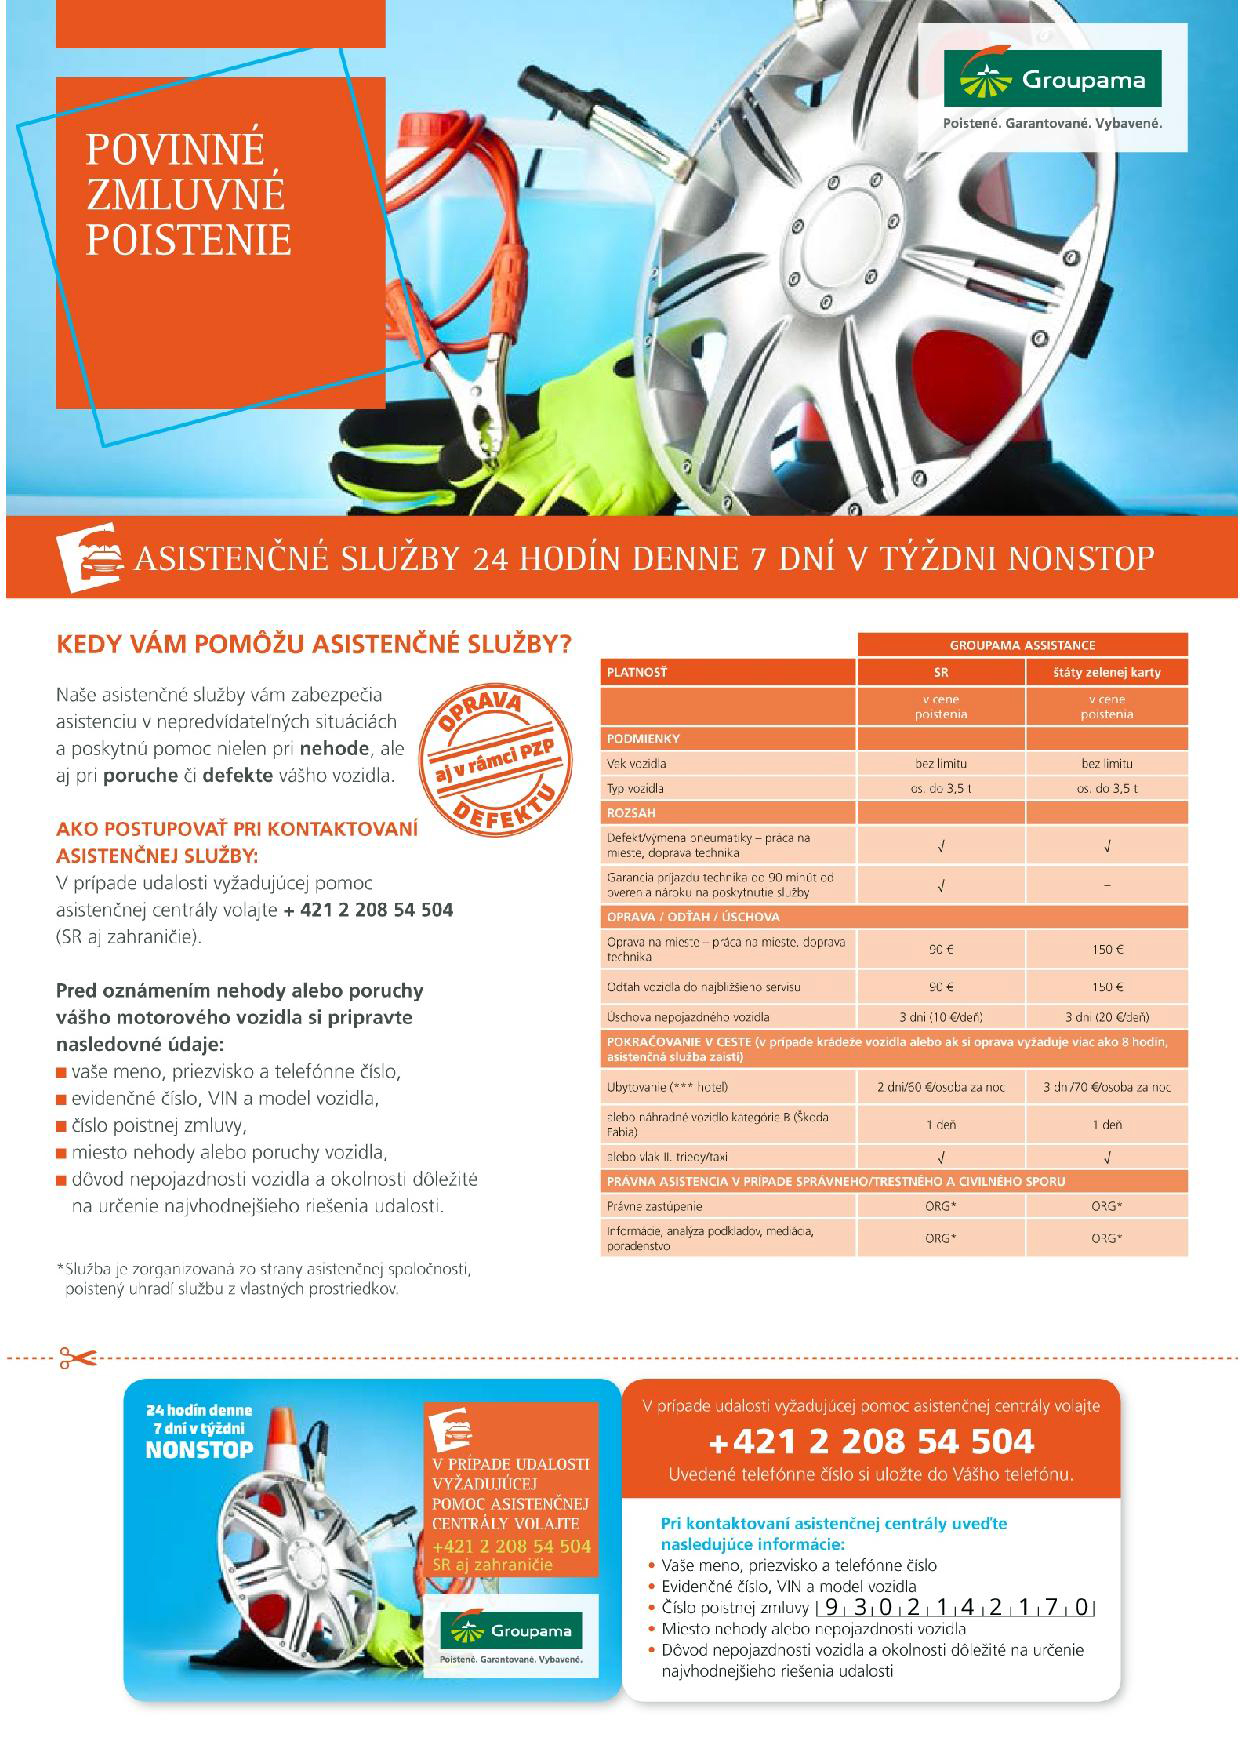 POVINNÉ
ZMLUVNÉ
POISTENIE
Groupama
Poistené. Garantované. Vybavené.
ASISTENČNÉ SLUŽBY 24 HODÍN DENNE 7 DNÍ V TÝŽDNI NONSTOP
KEDY VÁM POMÔŽU ASISTENČNÉ SLUŽBY?
Naše asistenčné služby vám zabezpečia
asistenciu v nepredvídateľných situáciách
a poskytnú pomoc nielen pri nehode, ale
aj pri poruche či defekte vášho vozidla.
OPRAVA
aj v rámci PZP
DEFEKTU
AKO POSTUPOVAŤ PRI KONTAKTOVANÍ
ASISTENČNEJ SLUŽBY:
V prípade udalosti vyžadujúcej pomoc
asistenčnej centrály volajte + 421 2 208 54 504
(SR aj zahraničie).
Pred oznámením nehody alebo poruchy
vášho motorového vozidla si pripravte
nasledovné údaje:
vaše meno, priezvisko a telefónne číslo,
evidenčné číslo, VIN a model vozidla,
číslo poistnej zmluvy,
miesto nehody alebo poruchy vozidla,
dôvod nepojazdnosti vozidla a okolnosti dôležité
na určenie najvhodnejšieho riešenia udalosti.
*Služba je zorganizovaná zo strany asistenčnej spoločnosti,
poistený uhradí službu z vlastných prostriedkov.
GROUPAMA ASSISTANCE
PLATNOSŤ SR štáty zelenej karty
v cene v cene
poistenia poistenia
PODMIENKY
Vek vozidla bez limitu bez limitu
Typ vozidla os. do 3,5 t os. do 3,5 t
ROZSAH
Defekt/výmena pneumatiky – práca na
mieste, doprava technika √ √
Garancia príjazdu technika do 90 minút od
overenia nároku na poskytnutie služby √ –
OPRAVA / ODŤAH / ÚSCHOVA
Oprava na mieste – práca na mieste, doprava
technika 90 € 150 €
Odťah vozidla do najbližšieho servisu 90 € 150 €
Úschova nepojazdného vozidla 3 dni (10 €/deň) 3 dni (20 €/deň)
POKRAČOVANIE V CESTE (v prípade krádeže vozidla alebo ak si oprava vyžaduje viac ako 8 hodín,
asistenčná služba zaistí)
Ubytovanie (*** hotel) 2 dni/60 €/osoba za noc 3 dni/70 €/osoba za noc
alebo náhradné vozidlo kategórie B (Škoda
Fabia) 1 deň 1 deň
alebo vlak II. triedy/taxi √ √
PRÁVNA ASISTENCIA V PRÍPADE SPRÁVNEHO/TRESTNÉHO A CIVILNÉHO SPORU
Právne zastúpenie ORG* ORG*
Informácie, analýza podkladov, mediácia,
poradenstvo ORG* ORG*
24 hodín denne
7 dní v týždni
NONSTOP
V PRÍPADE UDALOSTI
VYŽADUJÚCEJ
POMOC ASISTENČNEJ
CENTRÁLY VOLAJTE
+421 2 208 54 504
SR aj zahraničie
Groupama
Poistené. Garantované. Vybavené.
V prípade udalosti vyžadujúcej pomoc asistenčnej centrály volajte
+421 2 208 54 504
Uvedené telefónne číslo si uložte do Vášho telefónu.
Pri kontaktovaní asistenčnej centrály uveďte
nasledujúce informácie:
• Vaše meno, priezvisko a telefónne číslo
• Evidenčné číslo, VIN a model vozidla
• Číslo poistnej zmluvy 9 3 0 2 1 4 2 1 7 0
• Miesto nehody alebo nepojazdnosti vozidla
• Dôvod nepojazdnosti vozidla a okolnosti dôležité na určenie
najvhodnejšieho riešenia udalosti